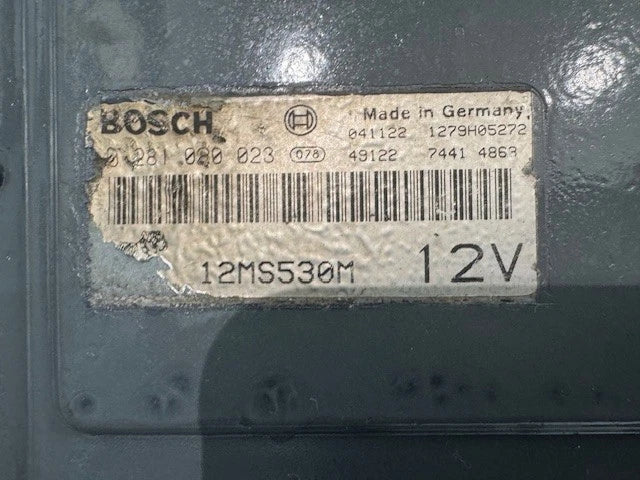 BOSCH Made in Germany
041122 1279H05272
0 281 020 023 078 49122 7441 4863
12MS530M 12V